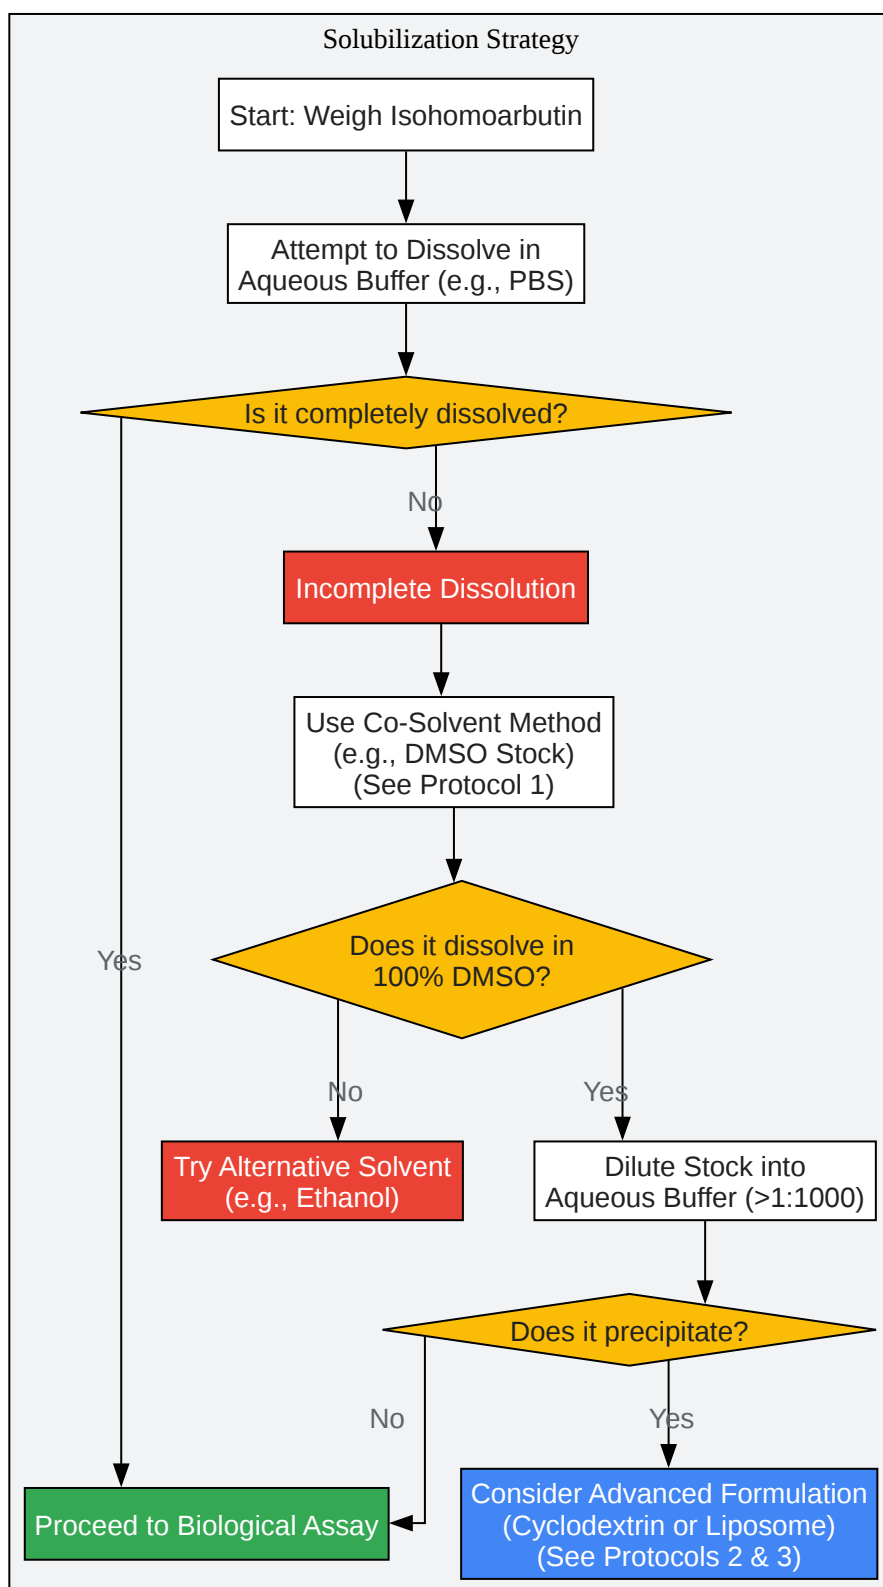 Solubilization Strategy
Start: Weigh Isohomoarbutin
Attempt to Dissolve in
Aqueous Buffer (e.g., PBS)
Is it completely dissolved?
No
Incomplete Dissolution
Use Co-Solvent Method
(e.g., DMSO Stock)
(See Protocol 1)
Does it dissolve in
100% DMSO?
Yes
No
Yes
Try Alternative Solvent
(e.g., Ethanol)
Dilute Stock into
Aqueous Buffer (>1:1000)
Does it precipitate?
No
Yes
Proceed to Biological Assay
Consider Advanced Formulation
(Cyclodextrin or Liposome)
(See Protocols 2 & 3)